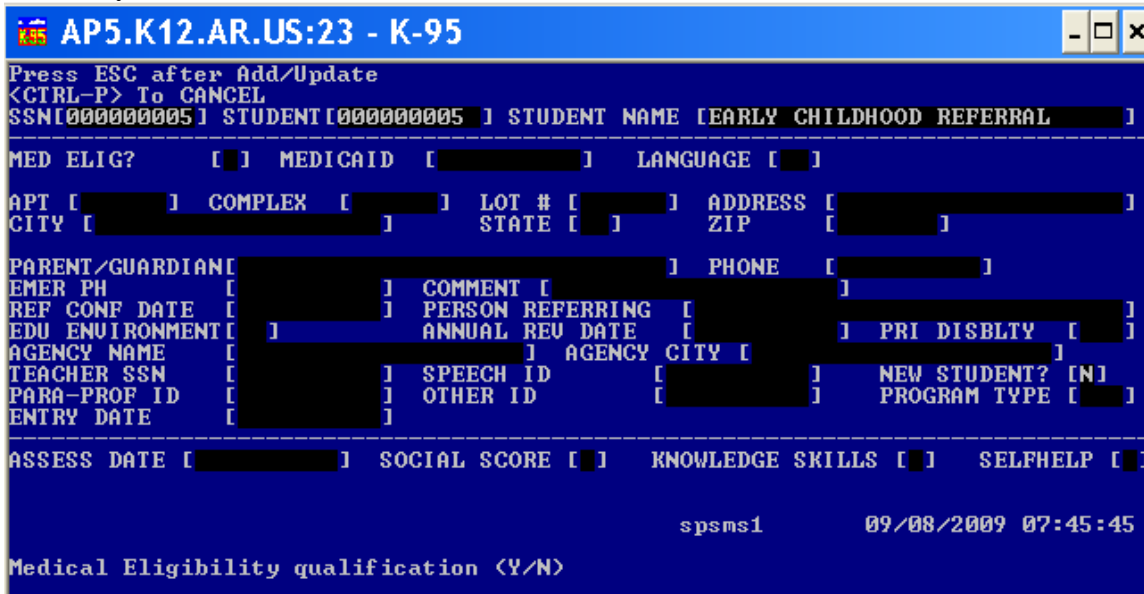 K95 AP5.K12.AR.US:23 - K-95
Press ESC after Add/Update
<CTRL-P> To CANCEL
SSN[000000005] STUDENT[000000005 ] STUDENT NAME [EARLY CHILDHOOD REFERRAL ]
MED ELIG? [ ] MEDICAID [ ] LANGUAGE [ ]
APT [ ] COMPLEX [ ] LOT # [ ] ADDRESS [ ]
CITY [ ] STATE [ ] ZIP [ ]
PARENT/GUARDIAN[ ] PHONE [ ]
EMER PH [ ] COMMENT [ ]
REF CONF DATE [ ] PERSON REFERRING [ ]
EDU ENVIRONMENT[ ] ANNUAL REV DATE [ ] PRI DISBLTY [ ]
AGENCY NAME [ ] AGENCY CITY [ ]
TEACHER SSN [ ] SPEECH ID [ ] NEW STUDENT? [N]
PARA-PROF ID [ ] OTHER ID [ ] PROGRAM TYPE [ ]
ENTRY DATE [ ]
ASSESS DATE [ ] SOCIAL SCORE [ ] KNOWLEDGE SKILLS [ ] SELFHELP [ ]
spsms1 09/08/2009 07:45:45
Medical Eligibility qualification (Y/N)